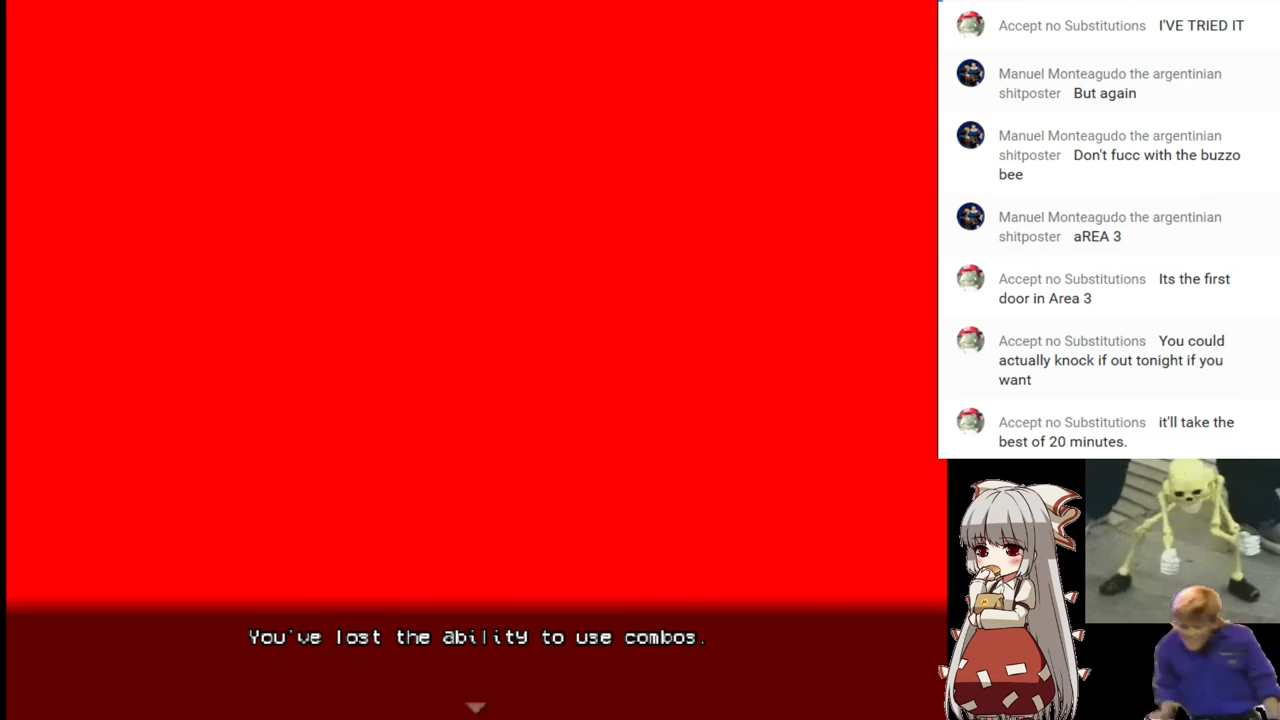 Accept no Substitutions I'VE TRIED IT
Manuel Monteagudo the argentinian
shitposter But again
Manuel Monteagudo the argentinian
shitposter Don't fucc with the buzzo
bee
Manuel Monteagudo the argentinian
shitposter aREA 3
Accept no Substitutions Its the first
door in Area 3
Accept no Substitutions You could
actually knock if out tonight if you
want
Accept no Substitutions it'll take the
best of 20 minutes.
You've lost the ability to use combos.